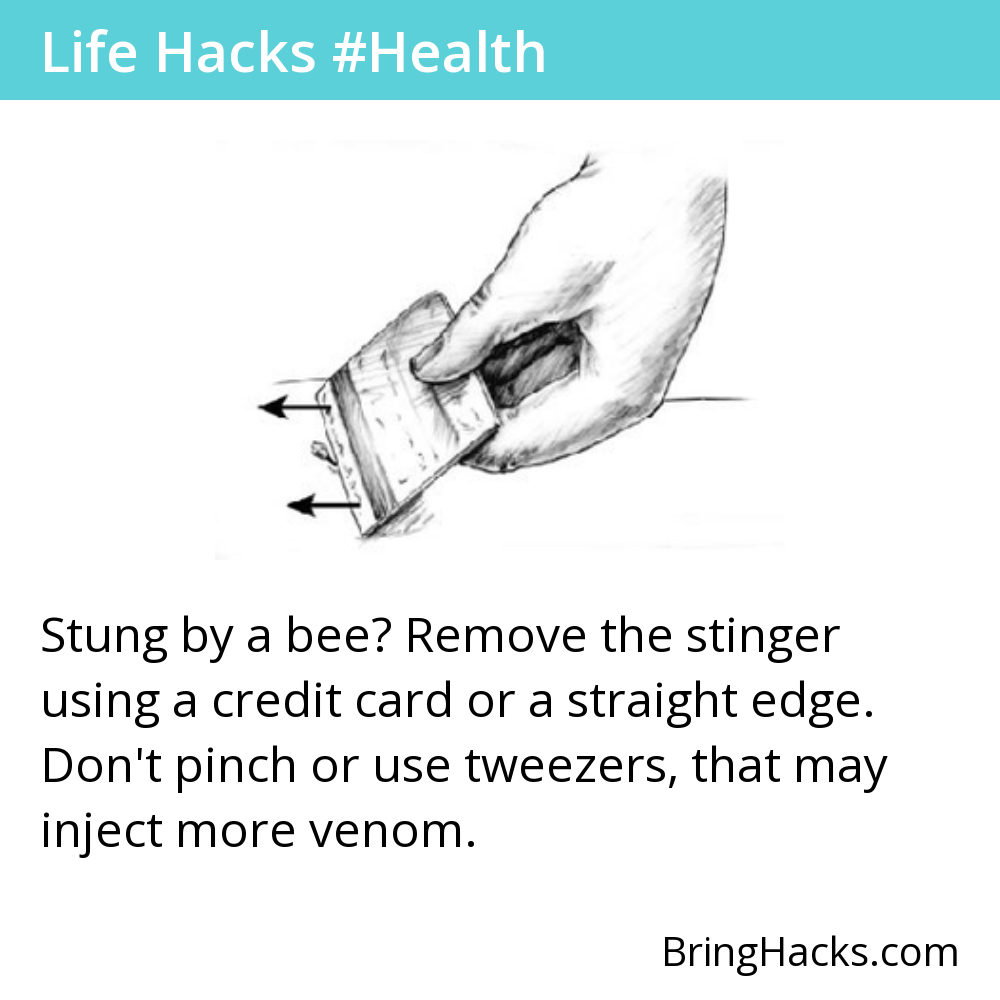 Life Hacks #Health
Stung by a bee? Remove the stinger
using a credit card or a straight edge.
Don't pinch or use tweezers, that may
inject more venom.
BringHacks.com